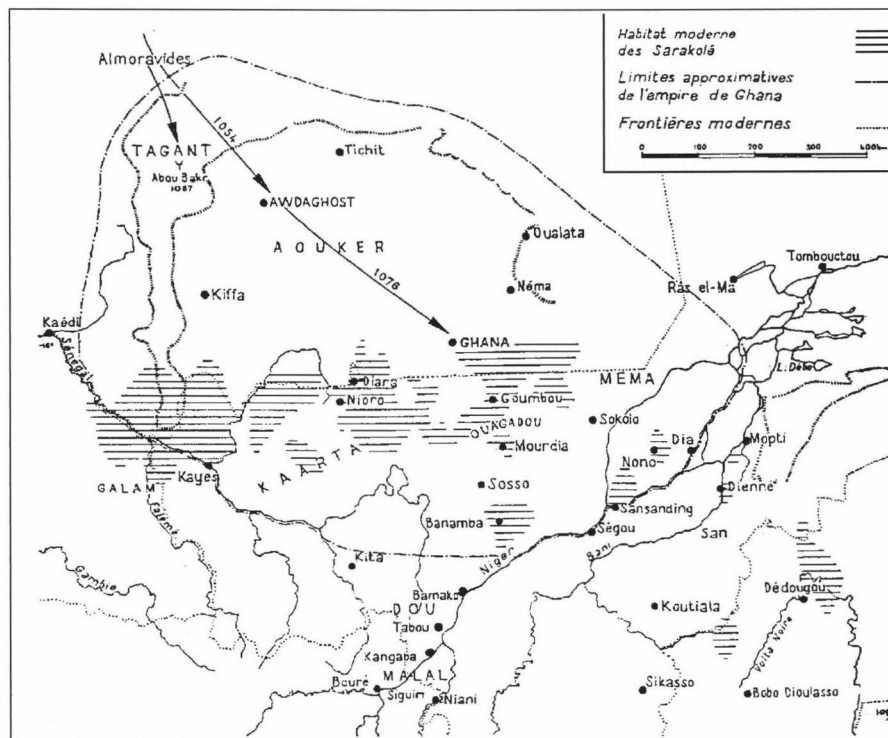 Habitat moderne
des Sarakolé
Limites approximatives
de l'empire de Ghana
Frontières modernes
0 100 200 300
Almoravides
1054
TAGANT
Abou Bakr
1087
Tichit
AWDAGHOST
AOUKER
Oualata
1076
Kiffa
Néma
Ras el-Mâ
Tombouctou
Kaédi
Sénégal
GHANA
MEMA
L. Débo
Diara
Nioro
Goumbou
OUAGADOU
Sokolo
Mourdia
Nono
Dia
Mopti
KAARTA
Kayes
GALAM
Falémé
Sosso
Dienné
Banamba
Sansanding
Ségou
San
Niger
Bani
Kita
Gambie
Bamako
DO'U
Koutiala
Dédougou
Tabou
Volta Noire
Kangaba
MALAL
Bouré
Siguiri
Niani
Sikasso
Bobo Dioulasso